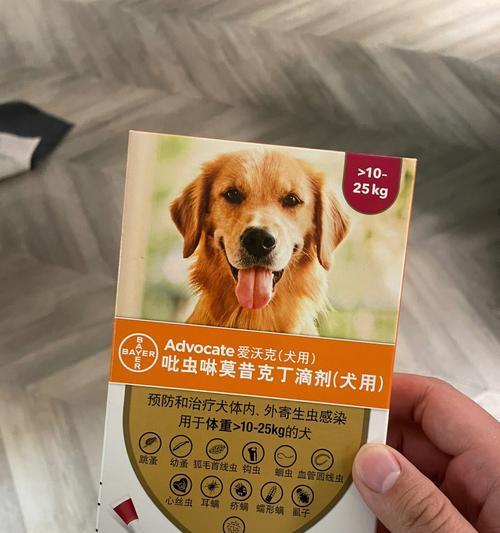 >10-
25 kg
BAYER
BAYER
Advocate 爱沃克(犬用)
吡虫啉莫昔克丁滴剂(犬用)
预防和治疗犬体内、外寄生虫感染
用于体重>10-25kg的犬
跳蚤 幼蚤 狐毛首线虫 钩虫 蛔虫 血管圆线虫
心丝虫 耳螨 疥螨 蠕形螨 虱子